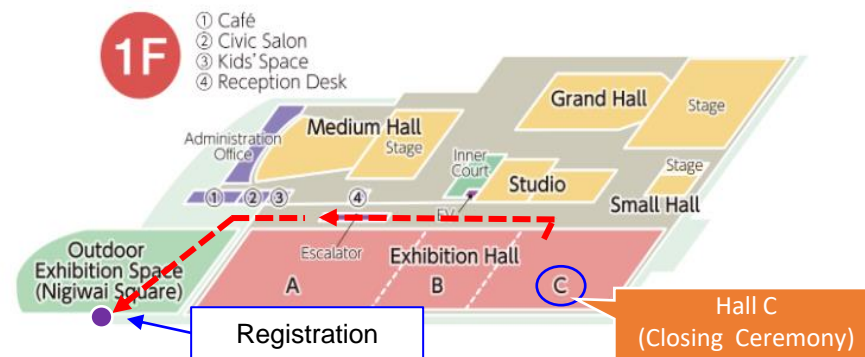 1F
① Café
② Civic Salon
③ Kids' Space
④ Reception Desk
Grand Hall
Stage
Medium Hall
Stage
Administration
Office
Inner
Court
Studio
Stage
Small Hall
① ② ③
④
EV
Outdoor
Exhibition Space
(Nigiwai Square)
Escalator
Exhibition Hall
A
B
C
Registration
Hall C
(Closing Ceremony)